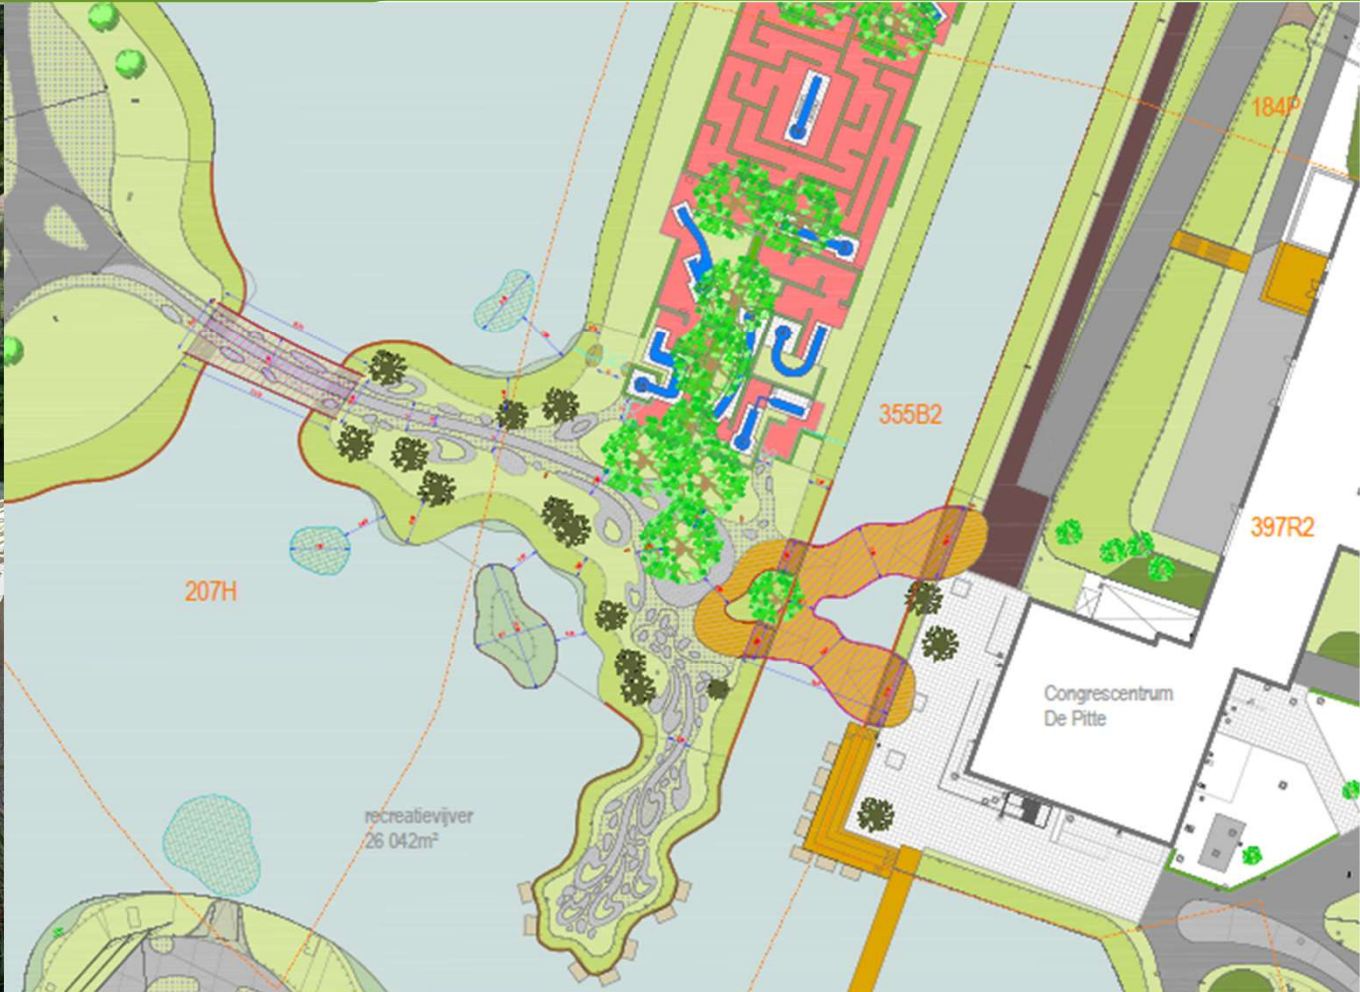 184P
355B2
397R2
207H
Congrescentrum
De Pitte
recreatievijver
26 042m²